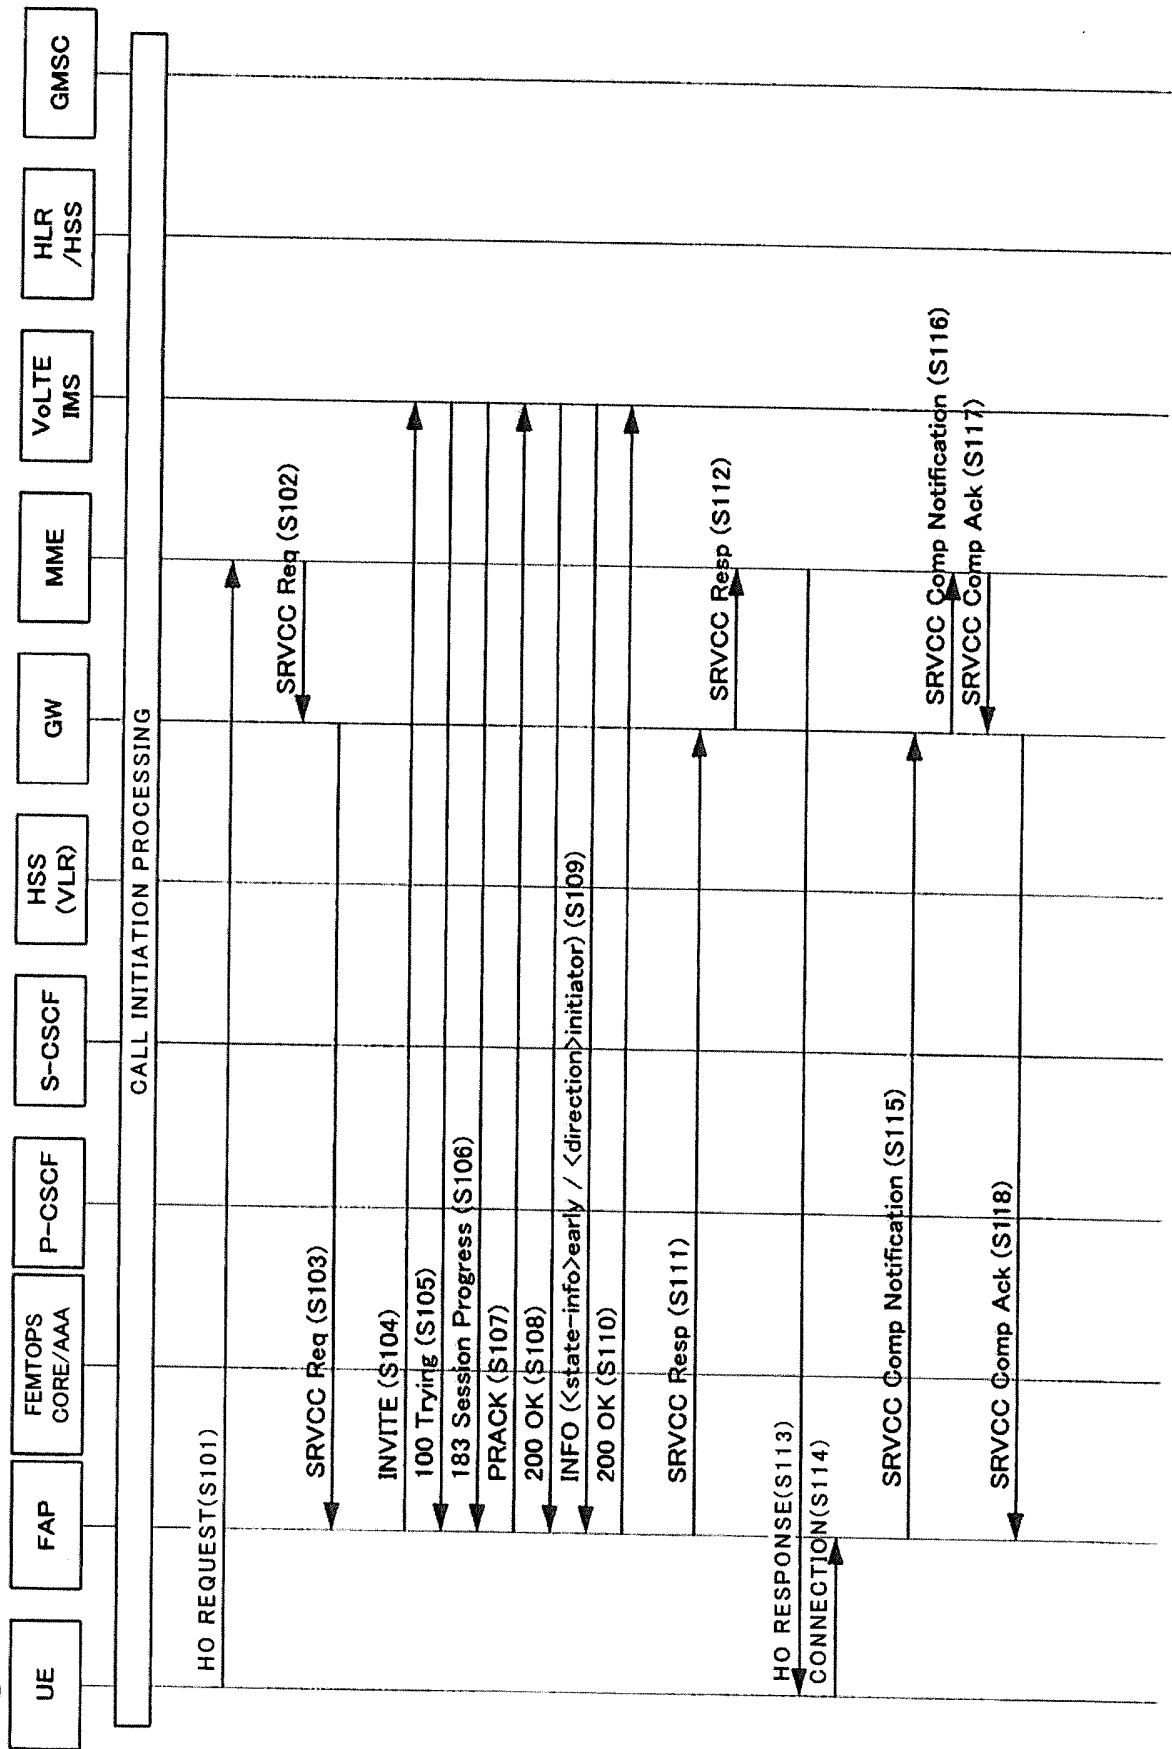 UE
FAP
FEMTOPS
CORE/AAA
P-CSCF
S-CSCF
HSS
(VLR)
GW
MME
VoLTE
IMS
HLR
/HSS
GMSC
CALL INITIATION PROCESSING
HO REQUEST(S101)
SRVCC Req (S102)
SRVCC Req (S103)
INVITE (S104)
100 Trying (S105)
183 Session Progress (S106)
PRACK (S107)
200 OK (S108)
INFO (<state-info>early / <direction>initiator) (S109)
200 OK (S110)
SRVCC Resp (S111)
SRVCC Resp (S112)
HO RESPONSE(S113)
CONNECTION(S114)
SRVCC Comp Notification (S115)
SRVCC Comp Notification (S116)
SRVCC Comp Ack (S117)
SRVCC Comp Ack (S118)